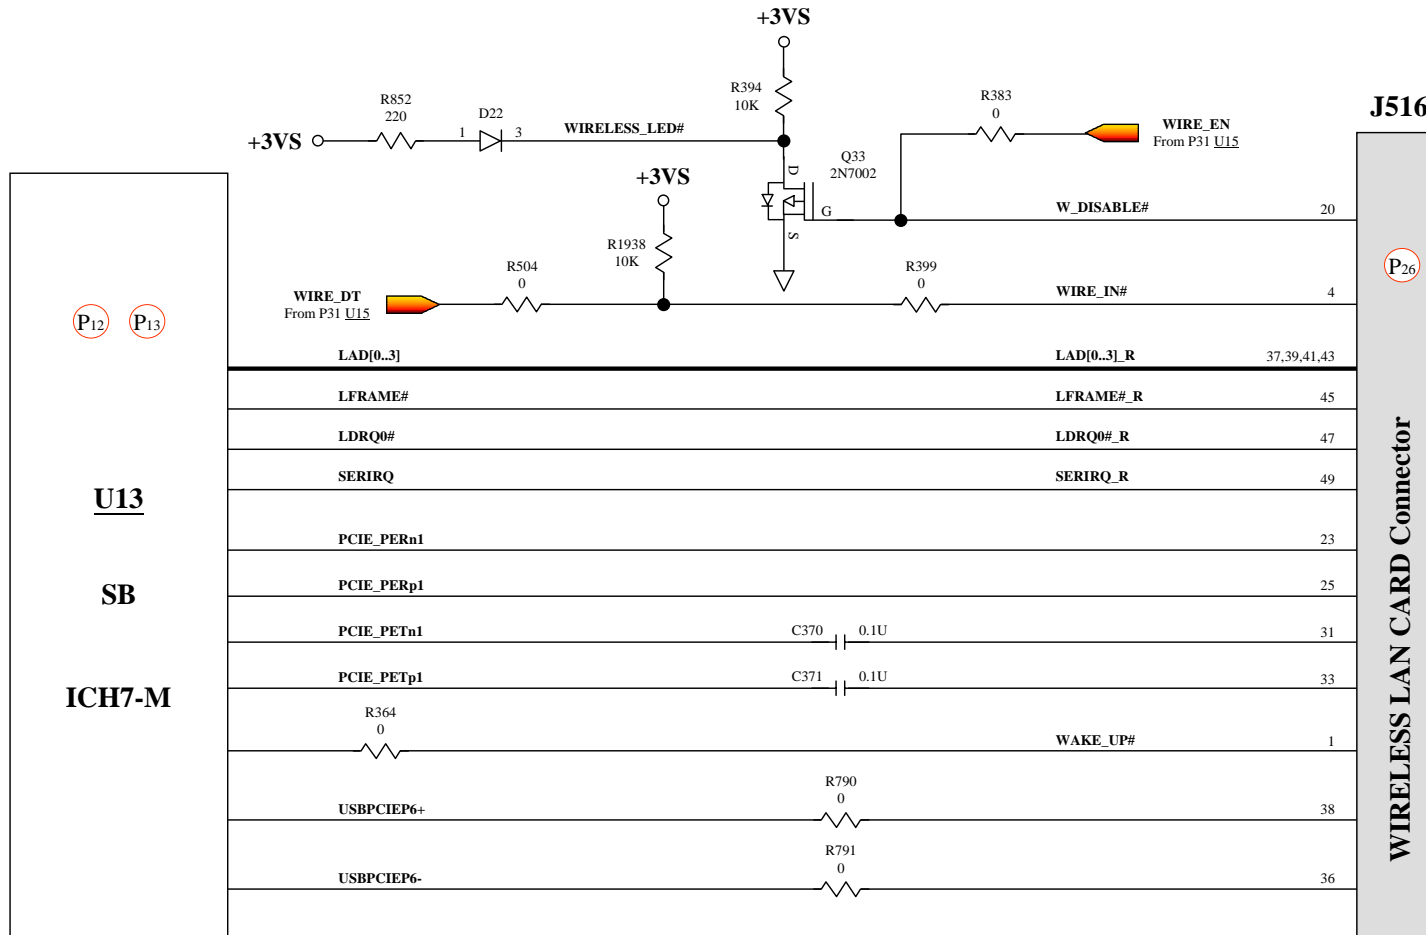 +3VS
R394
10K
R852
220
D22
1
3
WIRELESS_LED#
+3VS
R383
0
WIRE_EN
From P31 U15
J516
Q33
2N7002
D
G
S
+3VS
R1938
10K
W_DISABLE#
20
P26
WIRE_DT
From P31 U15
R504
0
R399
0
WIRE_IN#
4
P12
P13
LAD[0..3]
LAD[0..3]_R
37,39,41,43
LFRAME#
LFRAME#_R
45
LDRQ0#
LDRQ0#_R
47
SERIRQ
SERIRQ_R
49
U13
SB
ICH7-M
PCIE_PERn1
23
PCIE_PERp1
25
PCIE_PETn1
C370
0.1U
31
PCIE_PETp1
C371
0.1U
33
R364
0
WAKE_UP#
1
USBPCIEP6+
R790
0
38
USBPCIEP6-
R791
0
36
WIRELESS LAN CARD Connector